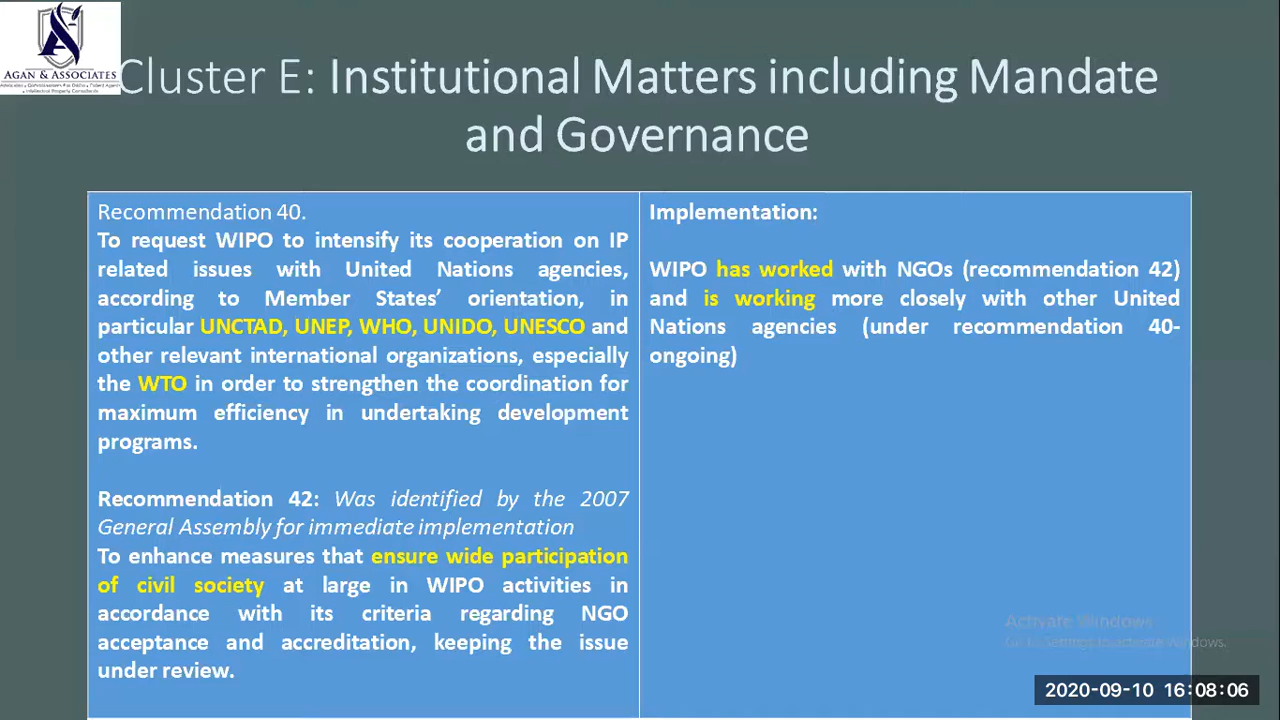 AGAN & ASSOCIATES
Cluster E: Institutional Matters including Mandate
and Governance
Recommendation 40.
To request WIPO to intensify its cooperation on IP
related issues with United Nations agencies,
according to Member States’ orientation, in
particular UNCTAD, UNEP, WHO, UNIDO, UNESCO and
other relevant international organizations, especially
the WTO in order to strengthen the coordination for
maximum efficiency in undertaking development
programs.
Recommendation 42: Was identified by the 2007
General Assembly for immediate implementation
To enhance measures that ensure wide participation
of civil society at large in WIPO activities in
accordance with its criteria regarding NGO
acceptance and accreditation, keeping the issue
under review.
Implementation:
WIPO has worked with NGOs (recommendation 42)
and is working more closely with other United
Nations agencies (under recommendation 40-
ongoing)
Activate Windows
Go to Settings to activate Windows.
2020-09-10 16:08:06